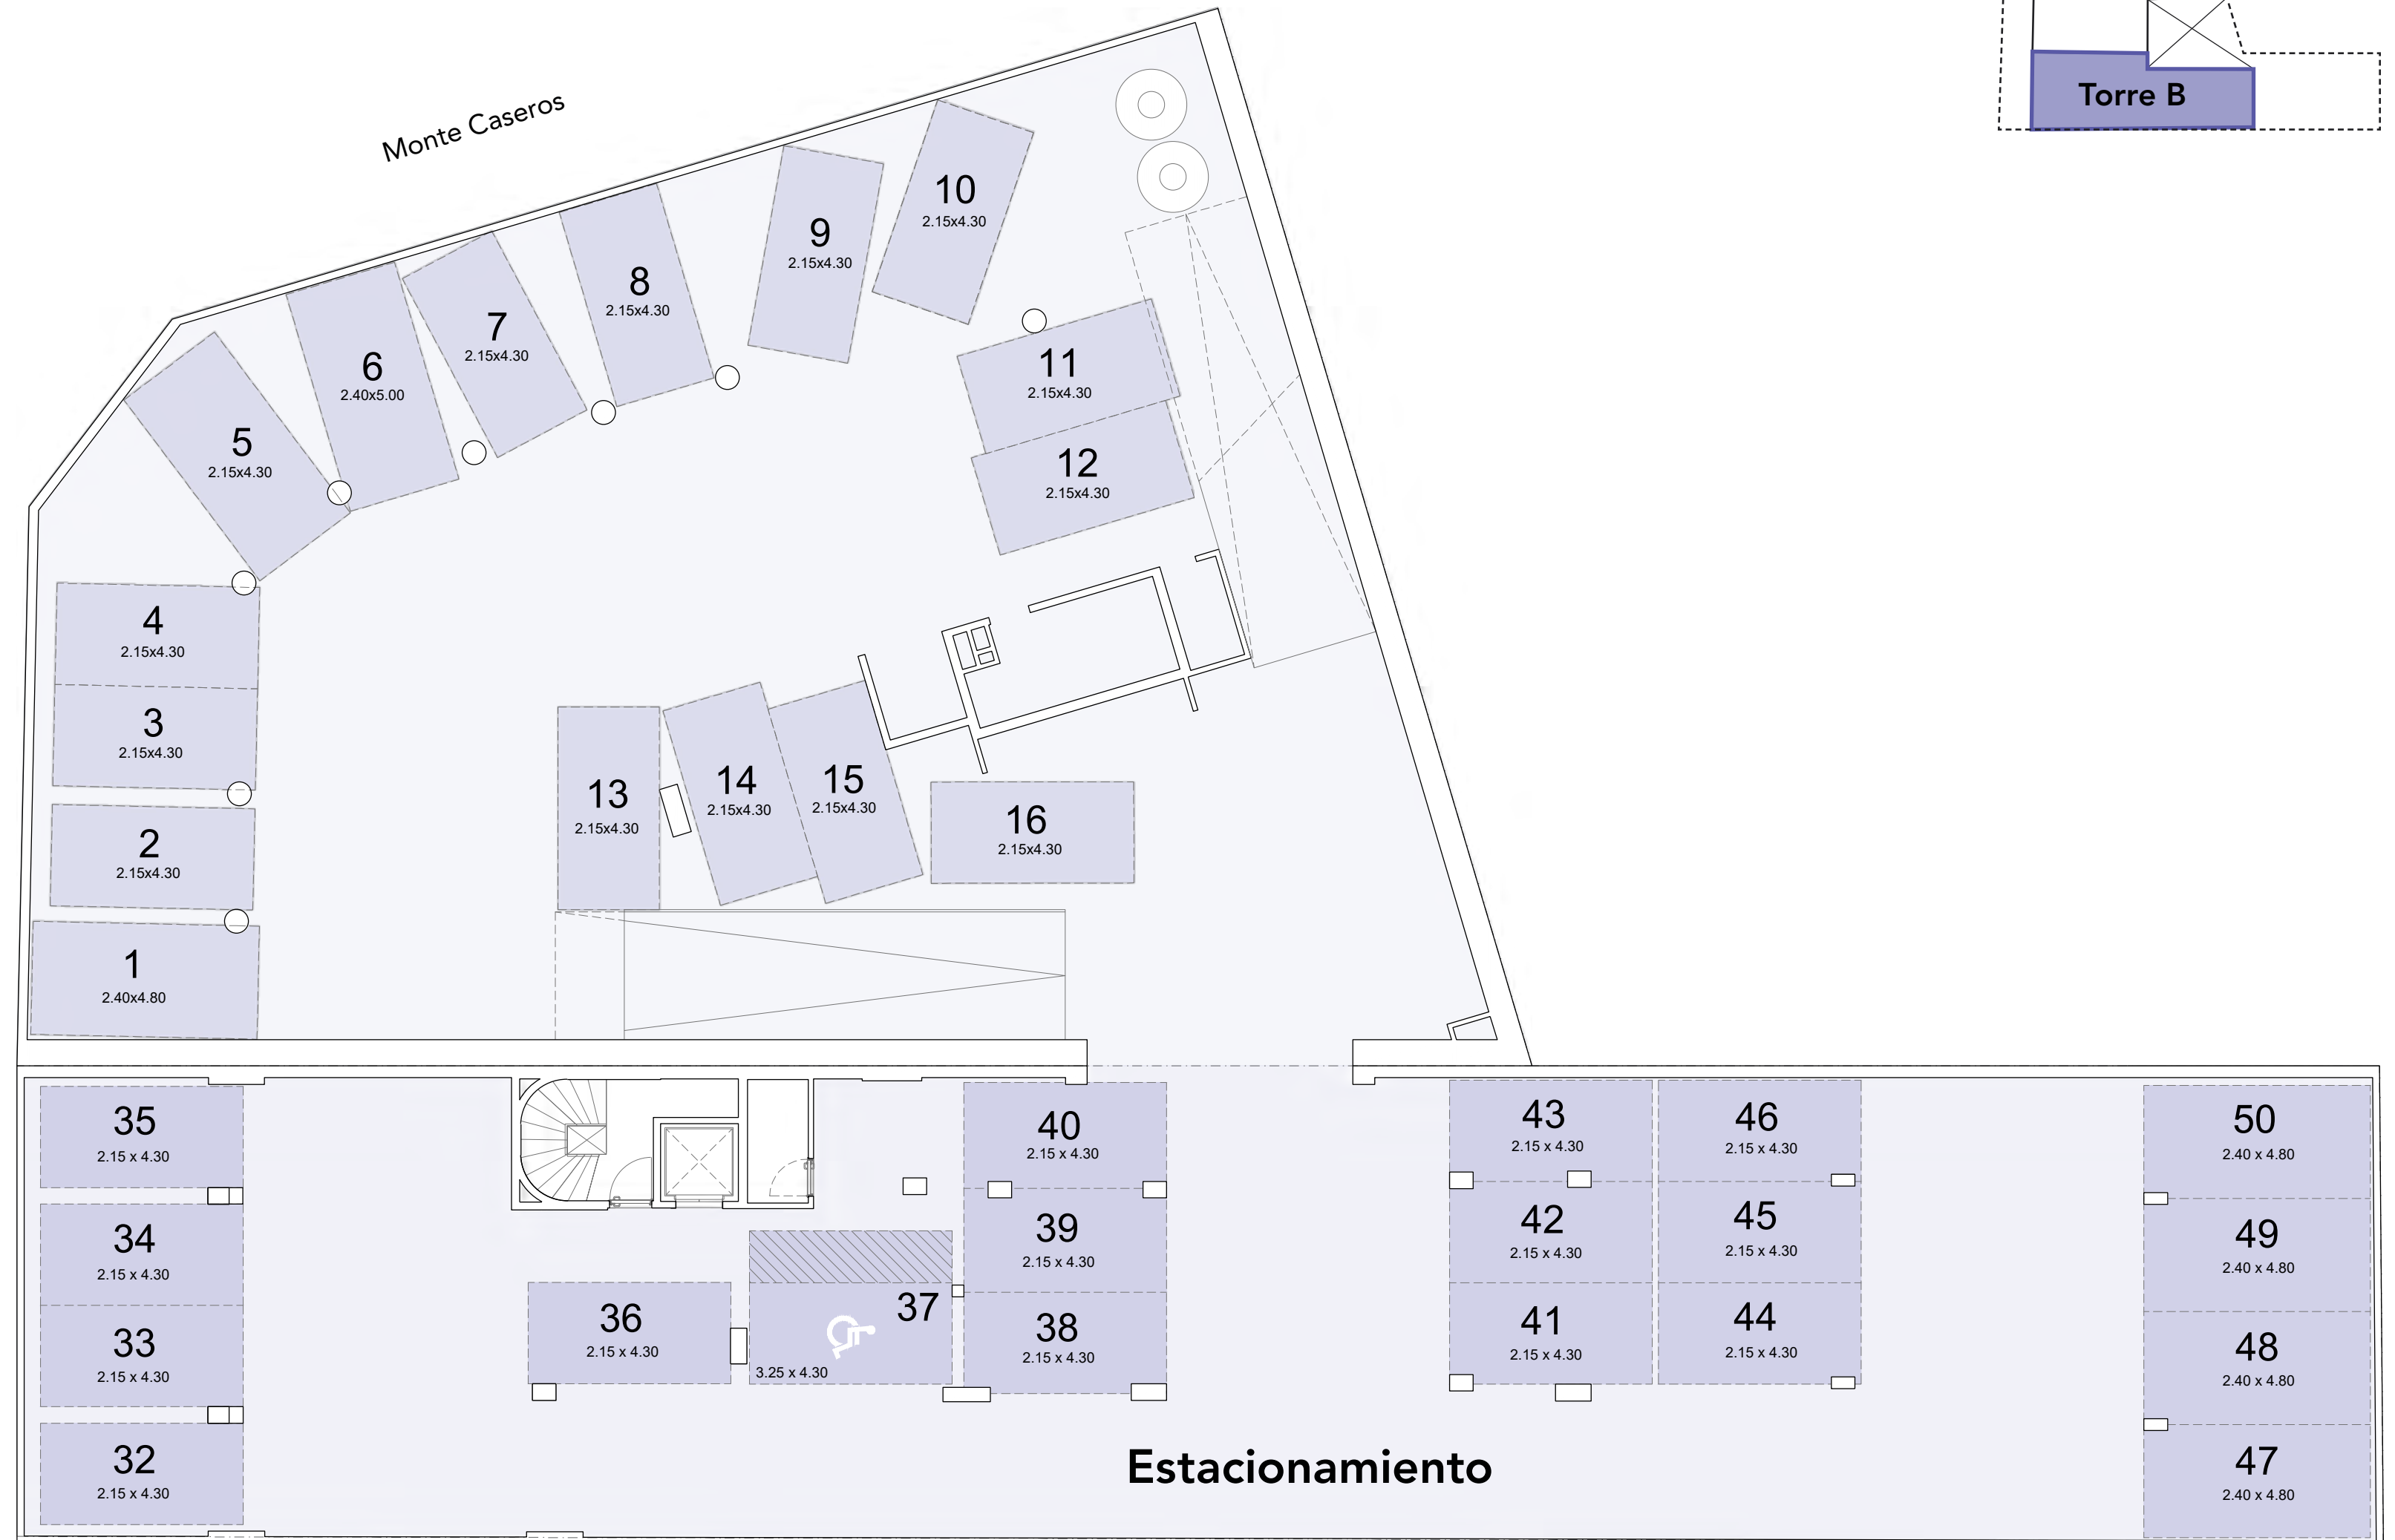 Monte Caseros
Torre B
10
2.15x4.30
9
2.15x4.30
8
2.15x4.30
7
2.15x4.30
6
2.40x5.00
5
2.15x4.30
11
2.15x4.30
12
2.15x4.30
4
2.15x4.30
3
2.15x4.30
2
2.15x4.30
1
2.40x4.80
13
2.15x4.30
14
2.15x4.30
15
2.15x4.30
16
2.15x4.30
35
2.15 x 4.30
34
2.15 x 4.30
33
2.15 x 4.30
32
2.15 x 4.30
36
2.15 x 4.30
37
3.25 x 4.30
40
2.15 x 4.30
39
2.15 x 4.30
38
2.15 x 4.30
43
2.15 x 4.30
42
2.15 x 4.30
41
2.15 x 4.30
46
2.15 x 4.30
45
2.15 x 4.30
44
2.15 x 4.30
50
2.40 x 4.80
49
2.40 x 4.80
48
2.40 x 4.80
47
2.40 x 4.80
Estacionamiento